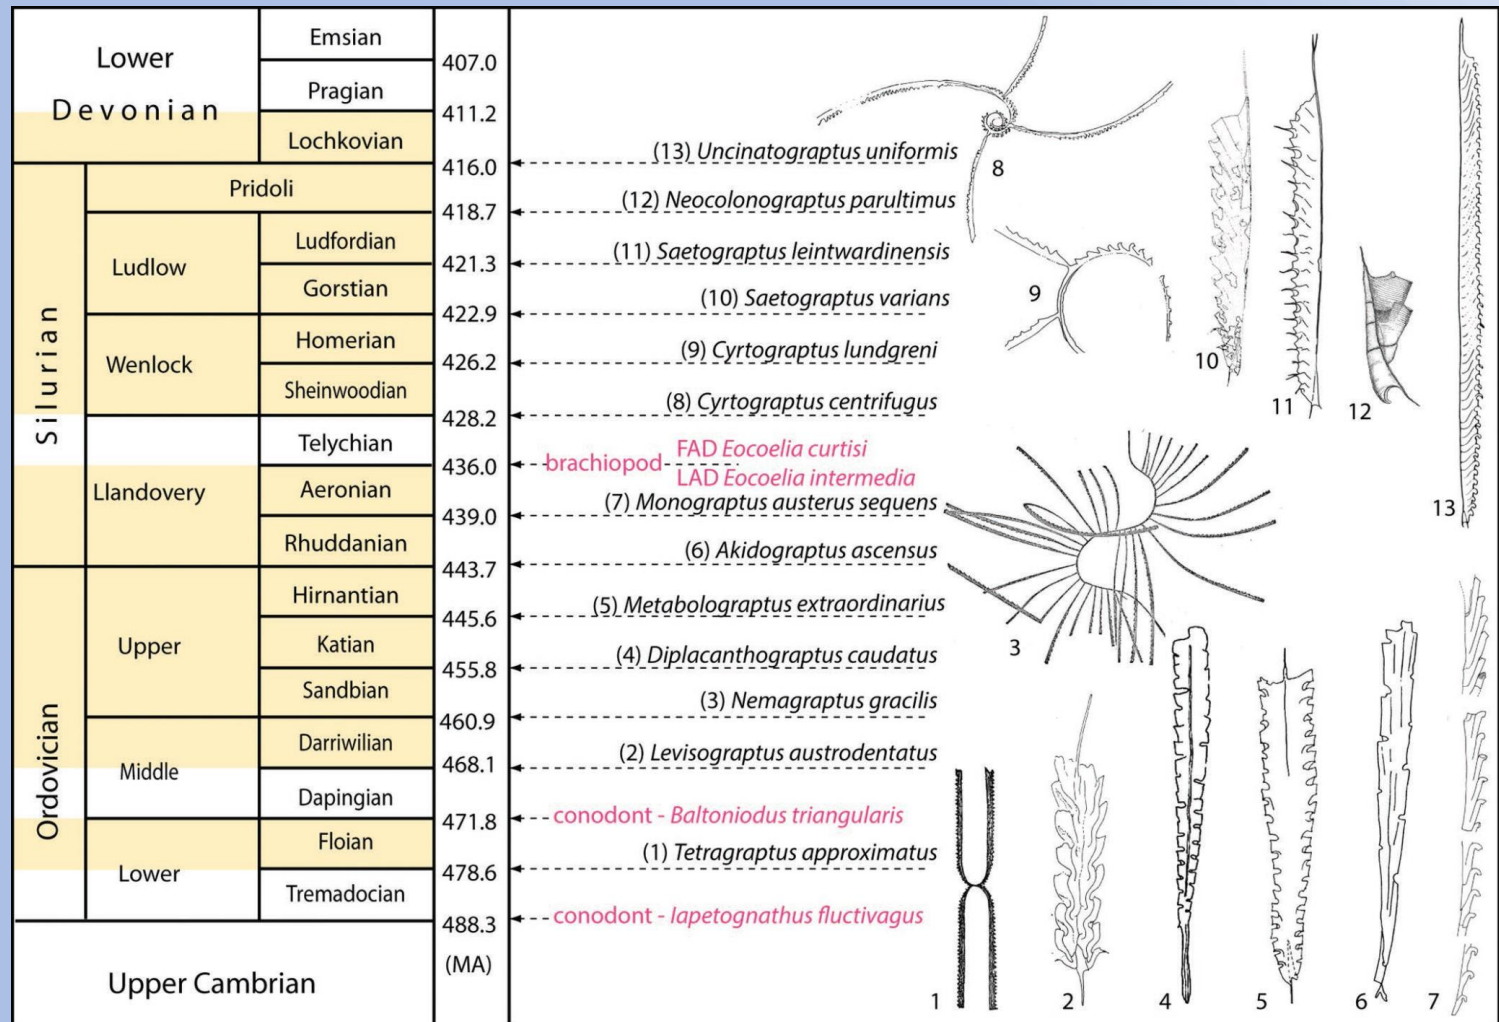 Lower
Devonian
Emsian
407.0
Pragian
411.2
Lochkovian
416.0
(13) Uncinatograptus uniformis
Silurian
Pridoli
418.7
(12) Neocolonograptus parultimus
Ludlow
Ludfordian
421.3
(11) Saetograptus leintwardinensis
Gorstian
422.9
(10) Saetograptus varians
Wenlock
Homerian
426.2
(9) Cyrtograptus lundgreni
Sheinwoodian
428.2
(8) Cyrtograptus centrifugus
Llandovery
Telychian
436.0
brachiopod
FAD Eocoelia curtisi
LAD Eocoelia intermedia
Aeronian
439.0
(7) Monograptus austerus sequens
Rhuddanian
443.7
(6) Akidograptus ascensus
Ordovician
Upper
Hirnantian
445.6
(5) Metabolograptus extraordinarius
Katian
455.8
(4) Diplacanthograptus caudatus
Sandbian
460.9
(3) Nemagraptus gracilis
Middle
Darriwilian
468.1
(2) Levisograptus austrodentatus
Dapingian
471.8
conodont - Baltoniodus triangularis
Lower
Floian
478.6
(1) Tetragraptus approximatus
Tremadocian
488.3
conodont - Iapetognathus fluctivagus
(MA)
Upper Cambrian
8
9
10
11
12
13
3
1
2
4
5
6
7